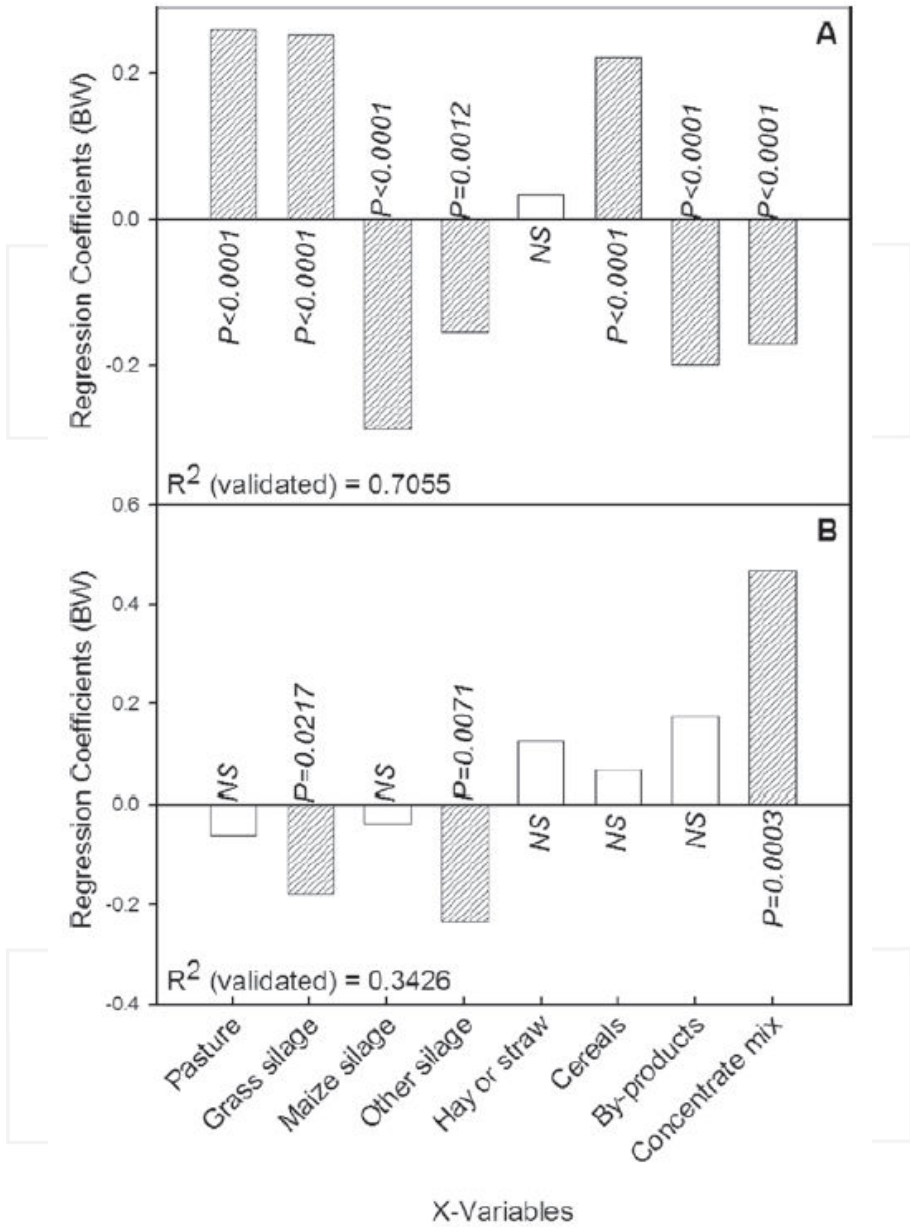 A
Regression Coefficients (BW)
0.2
0.0
-0.2
P<0.0001
P<0.0001
P<0.0001
P=0.0012
NS
P<0.0001
P<0.0001
P<0.0001
R² (validated) = 0.7055
B
Regression Coefficients (BW)
0.6
0.4
0.2
0.0
-0.2
-0.4
NS
P=0.0217
NS
P=0.0071
NS
NS
NS
P=0.0003
R² (validated) = 0.3426
Pasture
Grass silage
Maize silage
Other silage
Hay or straw
Cereals
By-products
Concentrate mix
X-Variables